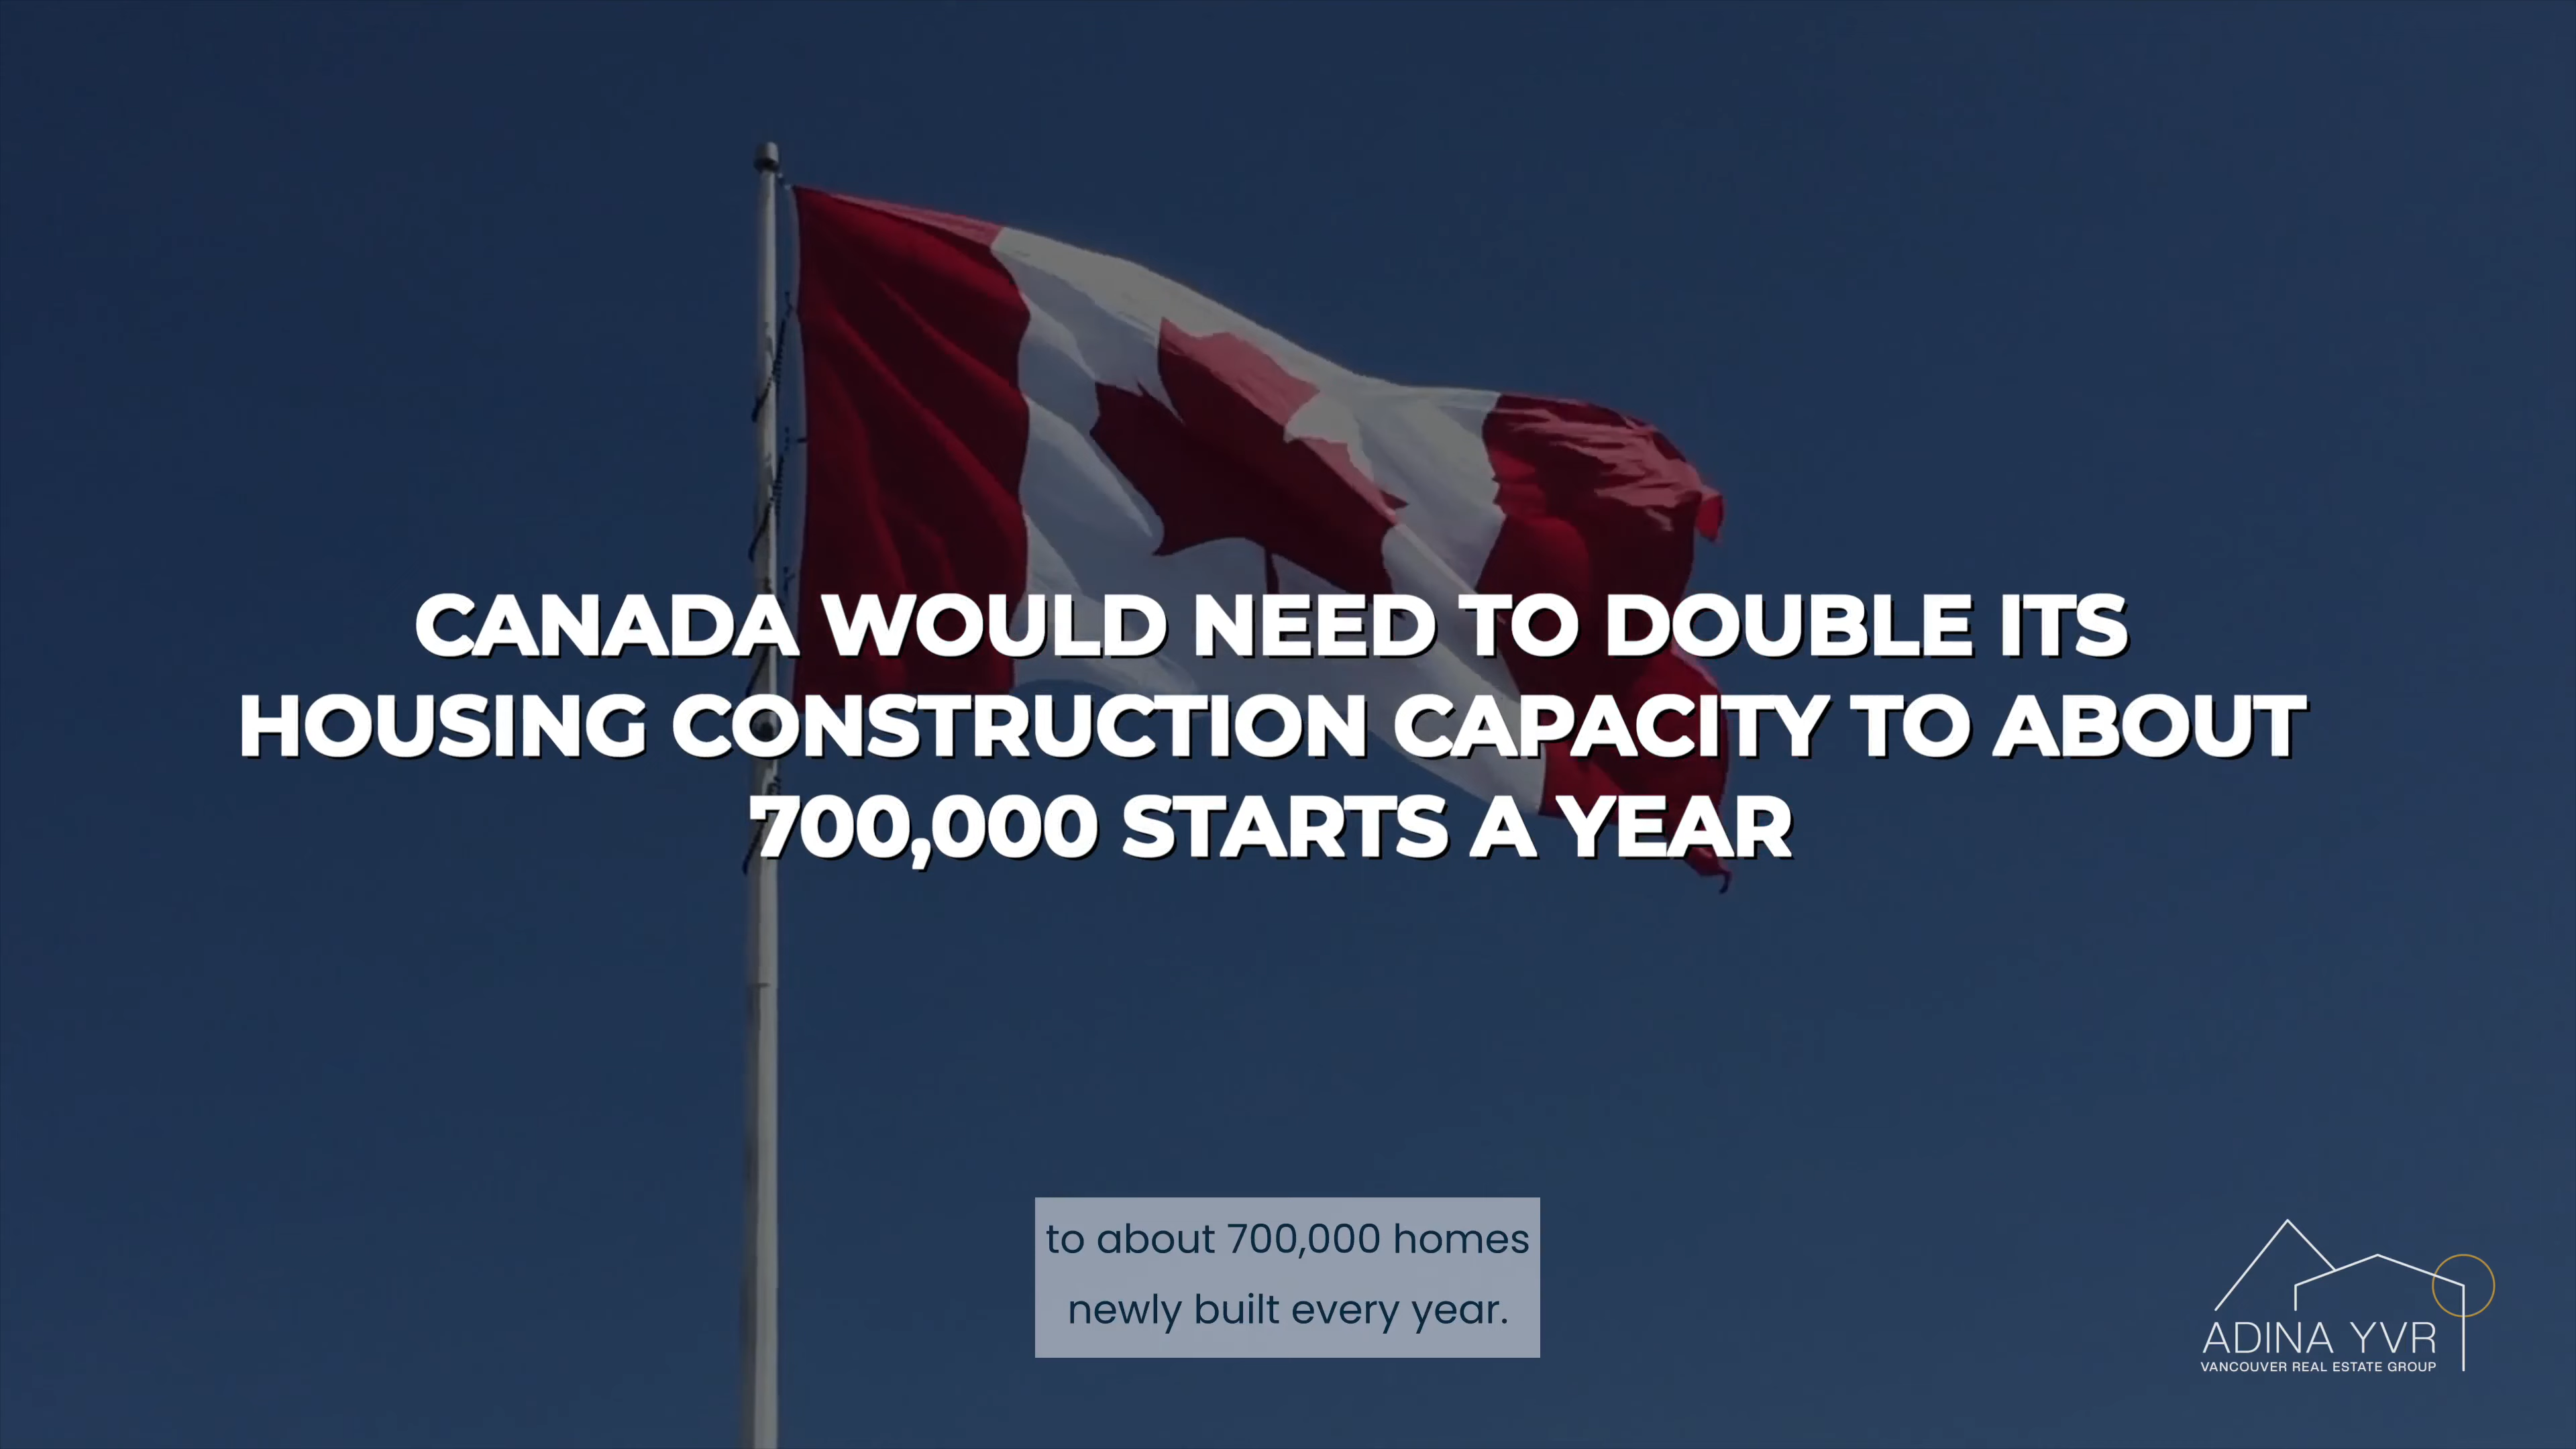 CANADA WOULD NEED TO DOUBLE ITS
HOUSING CONSTRUCTION CAPACITY TO ABOUT
700,000 STARTS A YEAR
to about 700,000 homes
newly built every year.
ADINA YVR
VANCOUVER REAL ESTATE GROUP